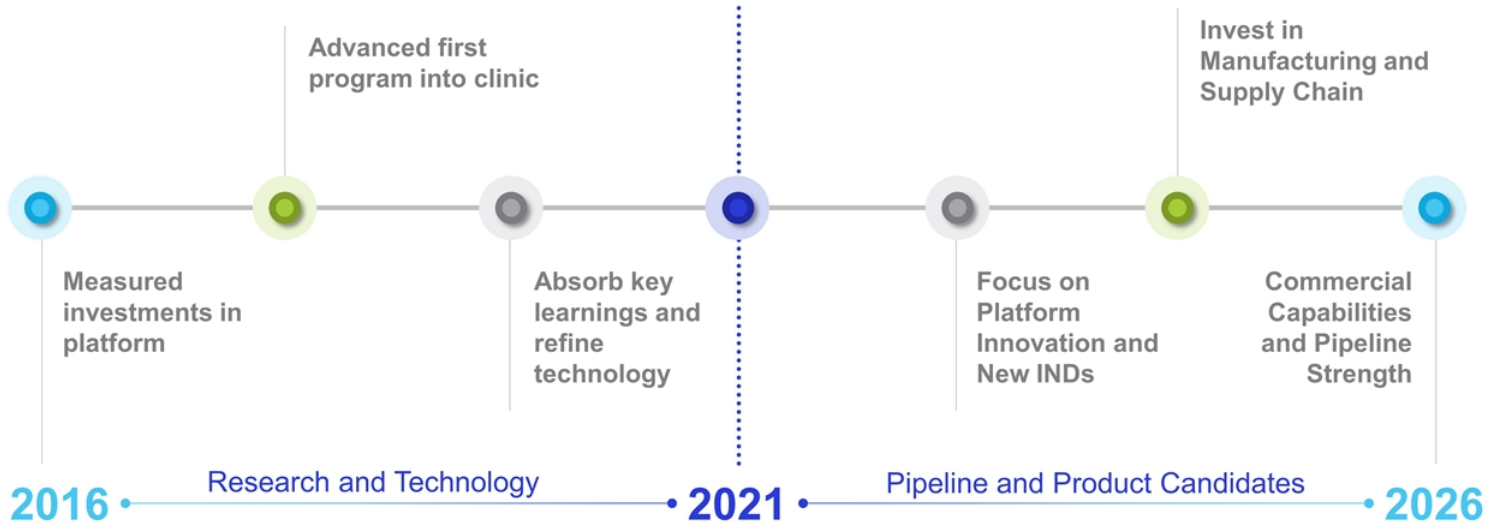 Advanced first
program into clinic
Invest in
Manufacturing and
Supply Chain
Measured
investments in
platform
Absorb key
learnings and
refine
technology
Focus on
Platform
Innovation and
New INDs
Commercial
Capabilities
and Pipeline
Strength
2016
Research and Technology
2021
Pipeline and Product Candidates
2026